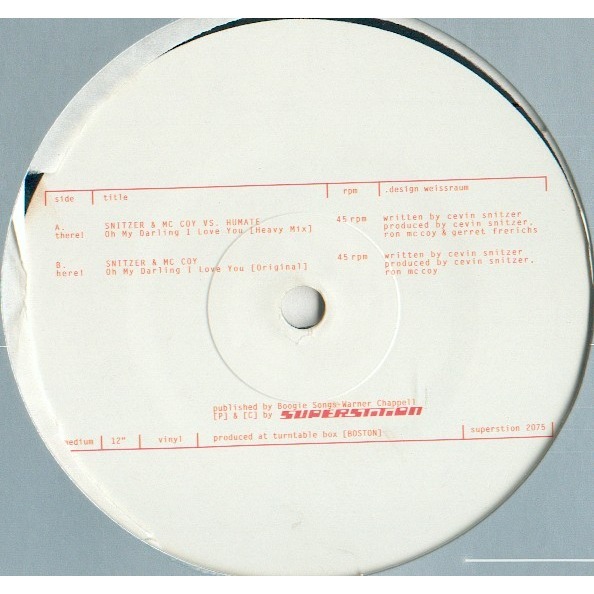 side title rpm .design weissraum
A. SNITZER & MC COY VS. HUMATE 45 rpm written by cevin snitzer
there! Oh My Darling I Love You [Heavy Mix] produced by cevin snitzer.
ron mccoy & gerret frerichs
B. SNITZER & MC COY 45 rpm written by cevin snitzer
here! Oh My Darling I Love You [Original] produced by cevin snitzer.
ron mccoy
published by Boogie Songs-Warner Chappell
[P] & [C] by SUPERSTITION
medium 12" vinyl produced at turntable box [BOSTON] superstion 2075